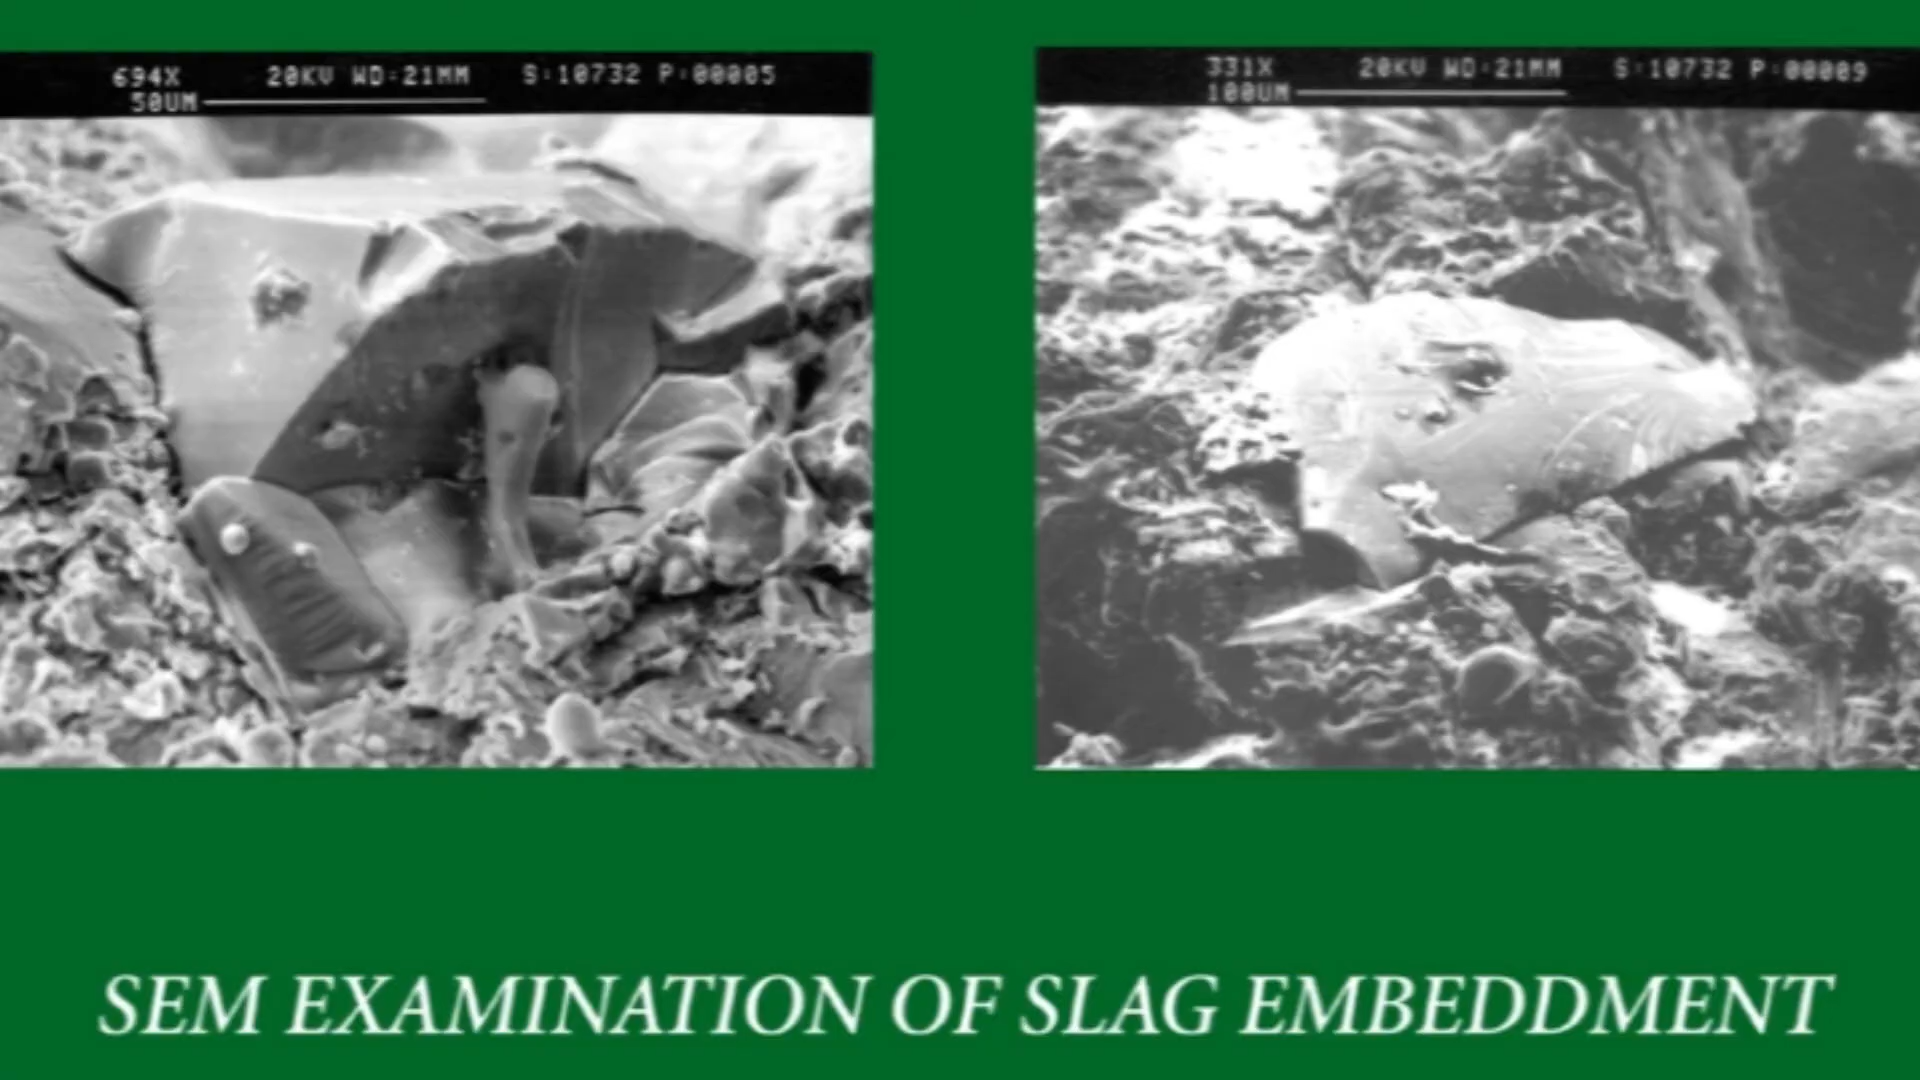 694X 20KV WD:21MM S:10732 P:00005
50UM
331X 20KV WD:21MM S:10732 P:00009
100UM
SEM EXAMINATION OF SLAG EMBEDDMENT